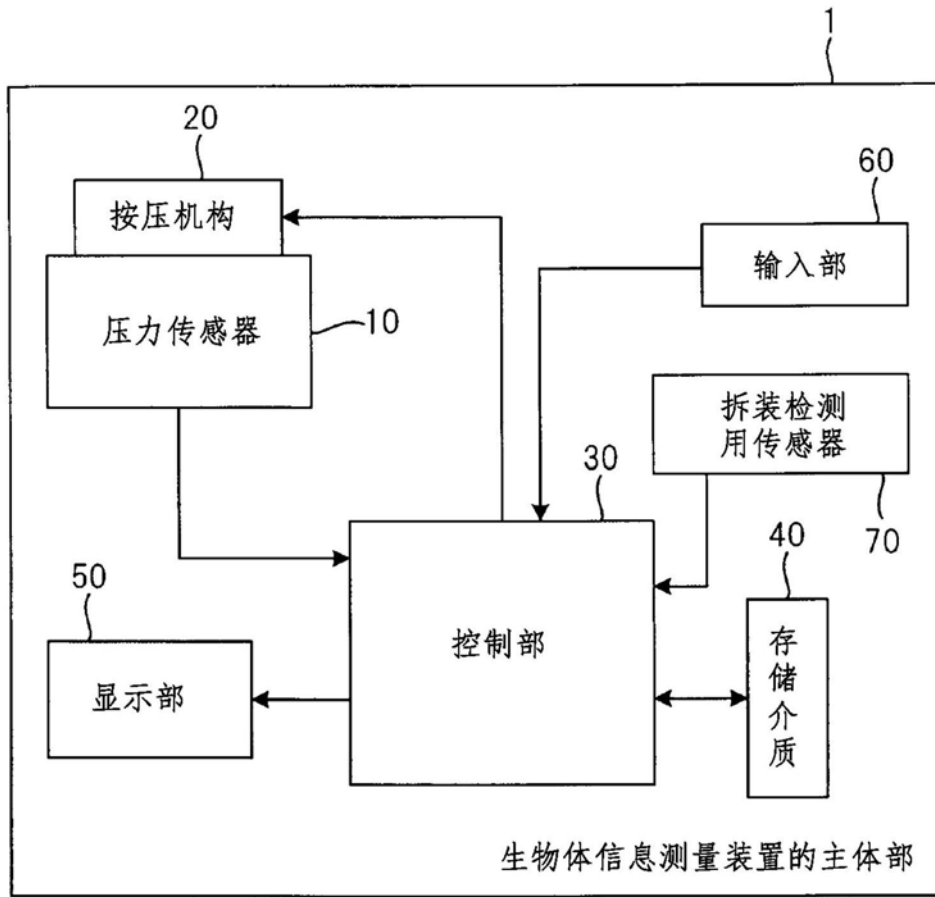 1
20
按压机构
60
输入部
压力传感器
10
拆装检测
用传感器
30
70
40
50
存储介质
控制部
显示部
生物体信息测量装置的主体部